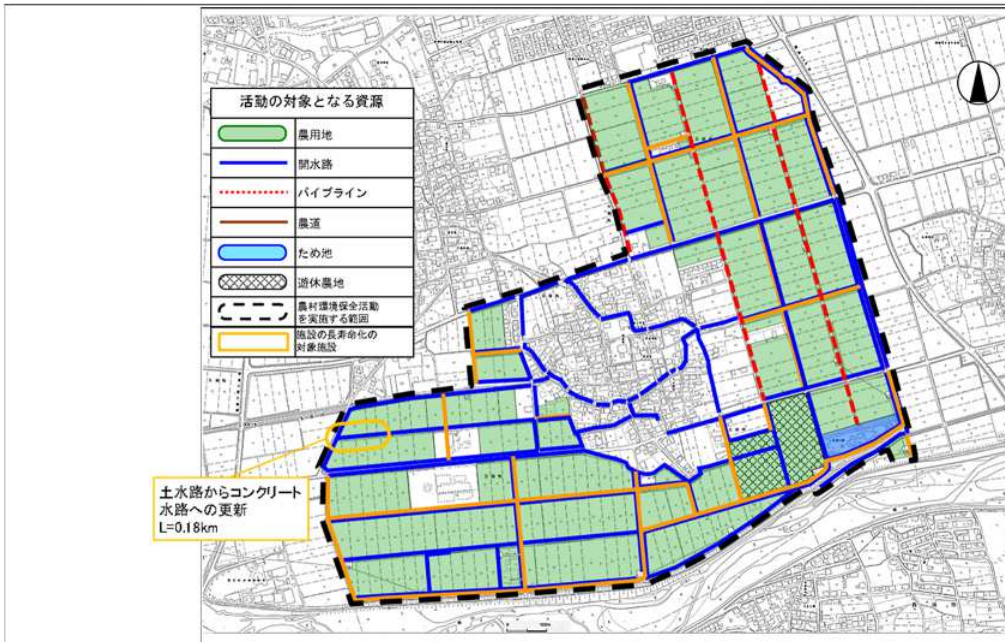 活動の対象となる資源
農用地
開水路
パイプライン
農道
ため池
遊休農地
農村環境保全活動
を実施する範囲
施設の長寿命化の
対象施設
土水路からコンクリート
水路への更新
L=0.18km